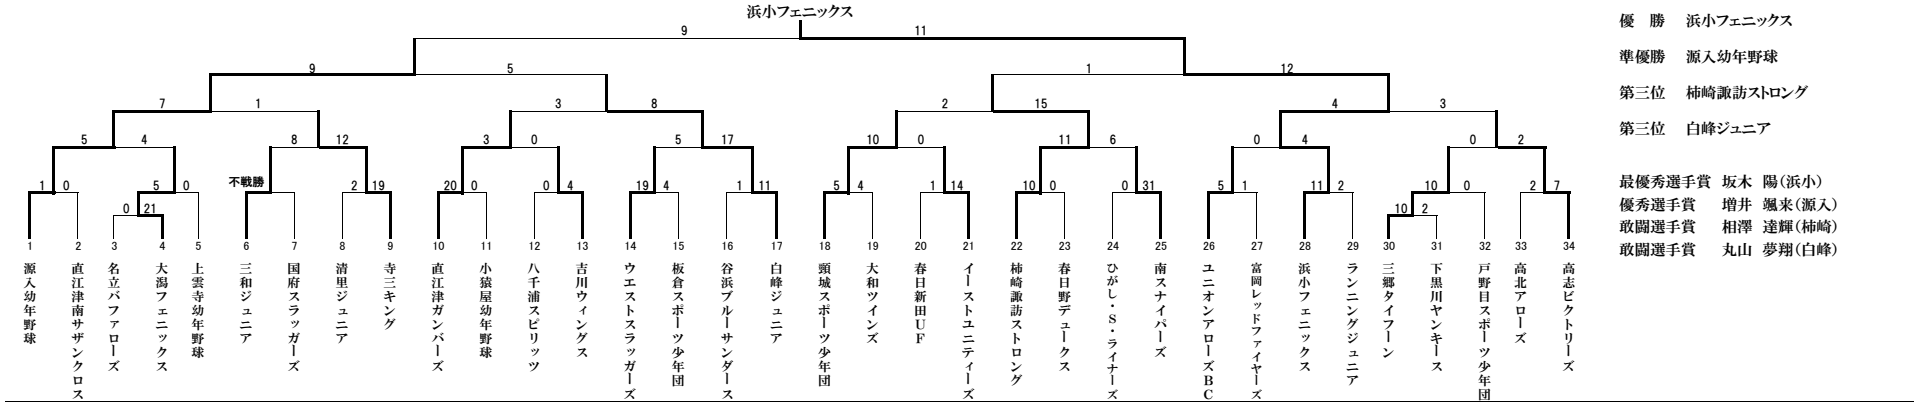 浜小フェニックス
9 11
9 5 1 12
7 1 3 8 2 15 4 3
5 4 8 12 3 0 5 17 10 0 11 6 0 4 0 2
1 0 5 0 不戦勝 2 19 20 0 0 4 19 4 1 11 5 4 1 14 10 0 0 31 5 1 11 2 10 0 2 7
0 21 10 2
1 2 3 4 5 6 7 8 9 10 11 12 13 14 15 16 17 18 19 20 21 22 23 24 25 26 27 28 29 30 31 32 33 34
源入幼年野球
直江津南サザンクロス
名立バファローズ
大潟フェニックス
上雲寺幼年野球
三和ジュニア
国府スラッガーズ
清里ジュニア
寺三キング
直江津ガンバーズ
小猿屋幼年野球
八千浦スピリッツ
吉川ウィングス
ウエストスラッガーズ
板倉スポーツ少年団
谷浜ブルーサンダース
白峰ジュニア
頸城スポーツ少年団
大和ツインズ
春日新田UF
イーストユニティーズ
柿崎諏訪ストロング
春日野デュークス
ひがし・S・ライナーズ
南スナイパーズ
ユニオンアローズBC
富岡レッドファイヤーズ
浜小フェニックス
ランニングジュニア
三郷タイフーン
下黒川ヤンキース
戸野目スポーツ少年団
高北アローズ
高志ビクトリーズ
優 勝 浜小フェニックス
準優勝 源入幼年野球
第三位 柿崎諏訪ストロング
第三位 白峰ジュニア
最優秀選手賞 坂木 陽(浜小)
優秀選手賞 増井 颯来(源入)
敢闘選手賞 相澤 達輝(柿崎)
敢闘選手賞 丸山 夢翔(白峰)